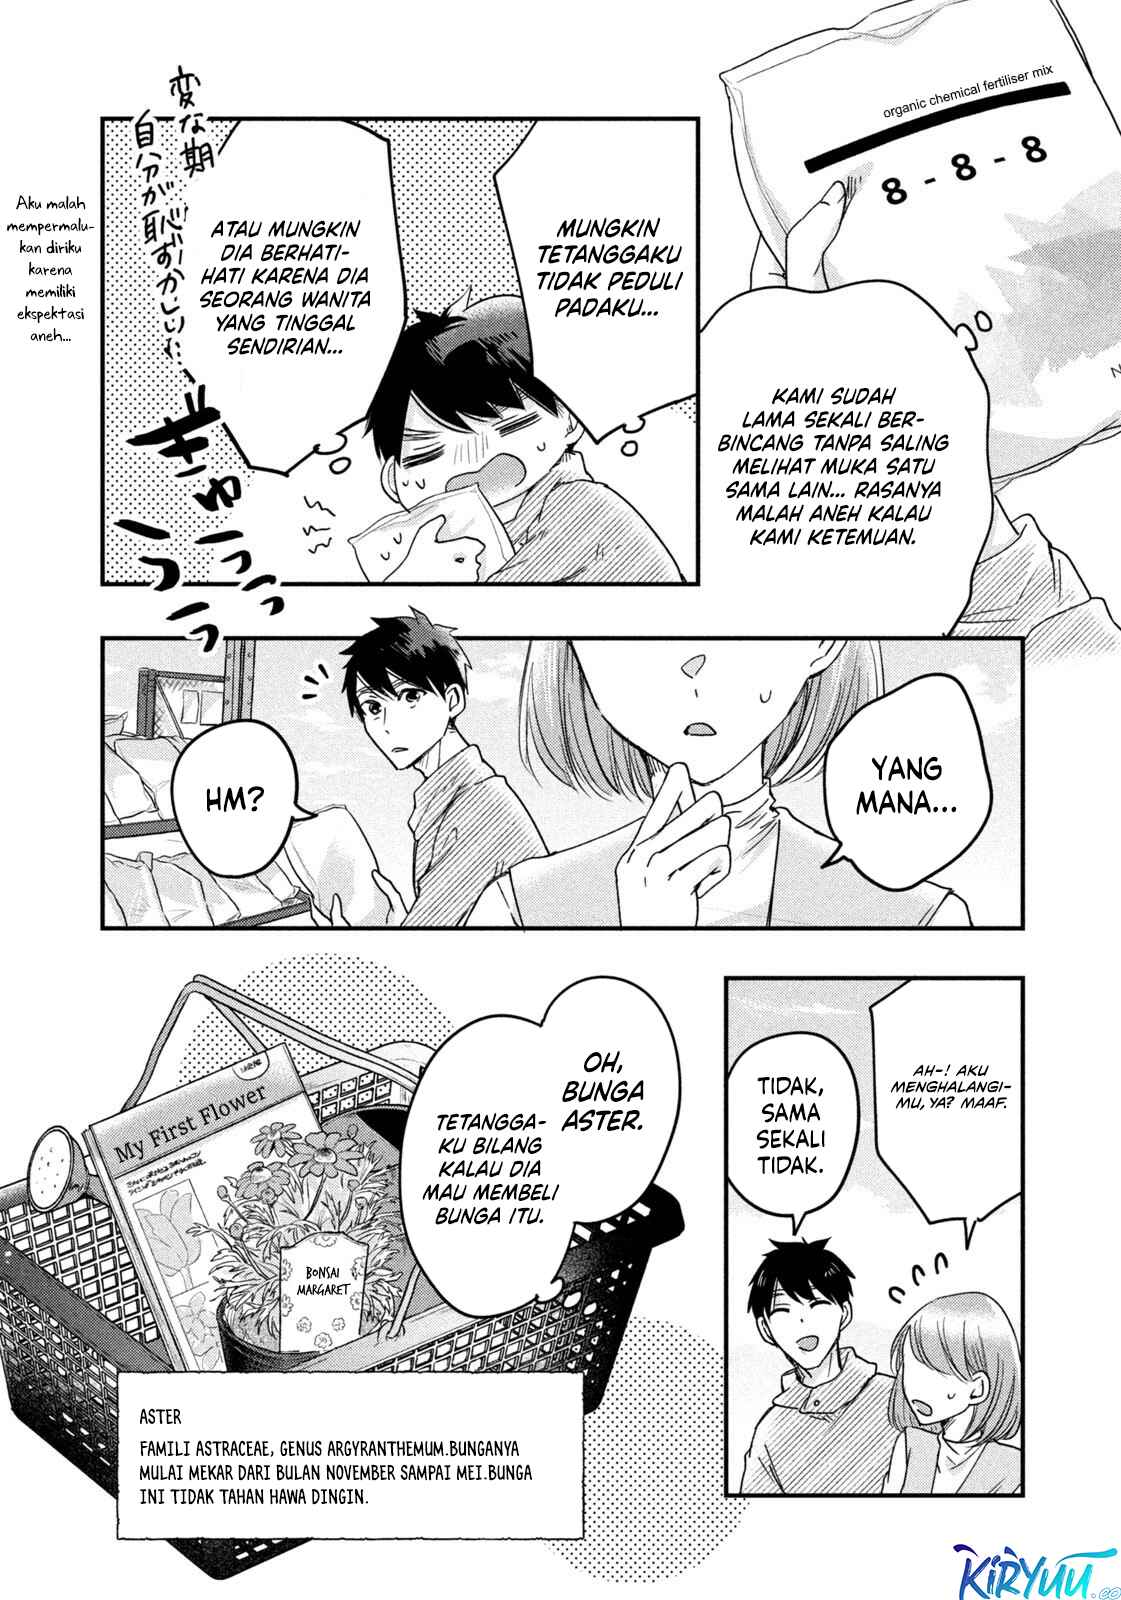 organic chemical fertiliser mix
8 - 8 - 8
N
KAMI SUDAH
LAMA SEKALI BER-
BINCANG TANPA SALING
MELIHAT MUKA SATU
SAMA LAIN... RASANYA
MALAH ANEH KALAU
KAMI KETEMUAN.
MUNGKIN
TETANGGAKU
TIDAK PEDULI
PADAKU...
ATAU MUNGKIN
DIA BERHATI-
HATI KARENA DIA
SEORANG WANITA
YANG TINGGAL
SENDIRIAN...
変な期
自分が恥ずかしい…
Aku malah
mempermalu-
kan diriku
karena
memiliki
ekspektasi
aneh...
ぎゅうっうっ
YANG
MANA...
HM?
AH-! AKU
MENGHALANGI-
MU, YA? MAAF.
TIDAK,
SAMA
SEKALI
TIDAK.
OH,
BUNGA
ASTER.
TETANGGA-
KU BILANG
KALAU DIA
MAU MEMBELI
BUNGA ITU.
My First Flower
BONSAI
MARGARET
ASTER
FAMILI ASTRACEAE, GENUS ARGYRANTHEMUM.BUNGANYA
MULAI MEKAR DARI BULAN NOVEMBER SAMPAI MEI.BUNGA
INI TIDAK TAHAN HAWA DINGIN.
KIRYUU.co